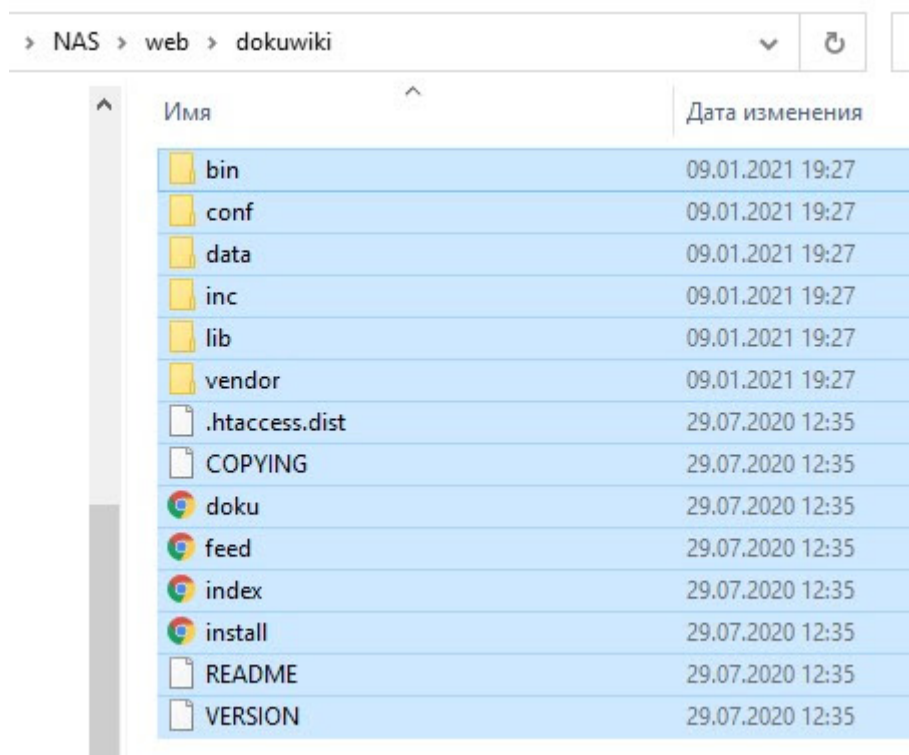 > NAS > web > dokuwiki
Имя Дата изменения
bin 09.01.2021 19:27
conf 09.01.2021 19:27
data 09.01.2021 19:27
inc 09.01.2021 19:27
lib 09.01.2021 19:27
vendor 09.01.2021 19:27
.htaccess.dist 29.07.2020 12:35
COPYING 29.07.2020 12:35
doku 29.07.2020 12:35
feed 29.07.2020 12:35
index 29.07.2020 12:35
install 29.07.2020 12:35
README 29.07.2020 12:35
VERSION 29.07.2020 12:35